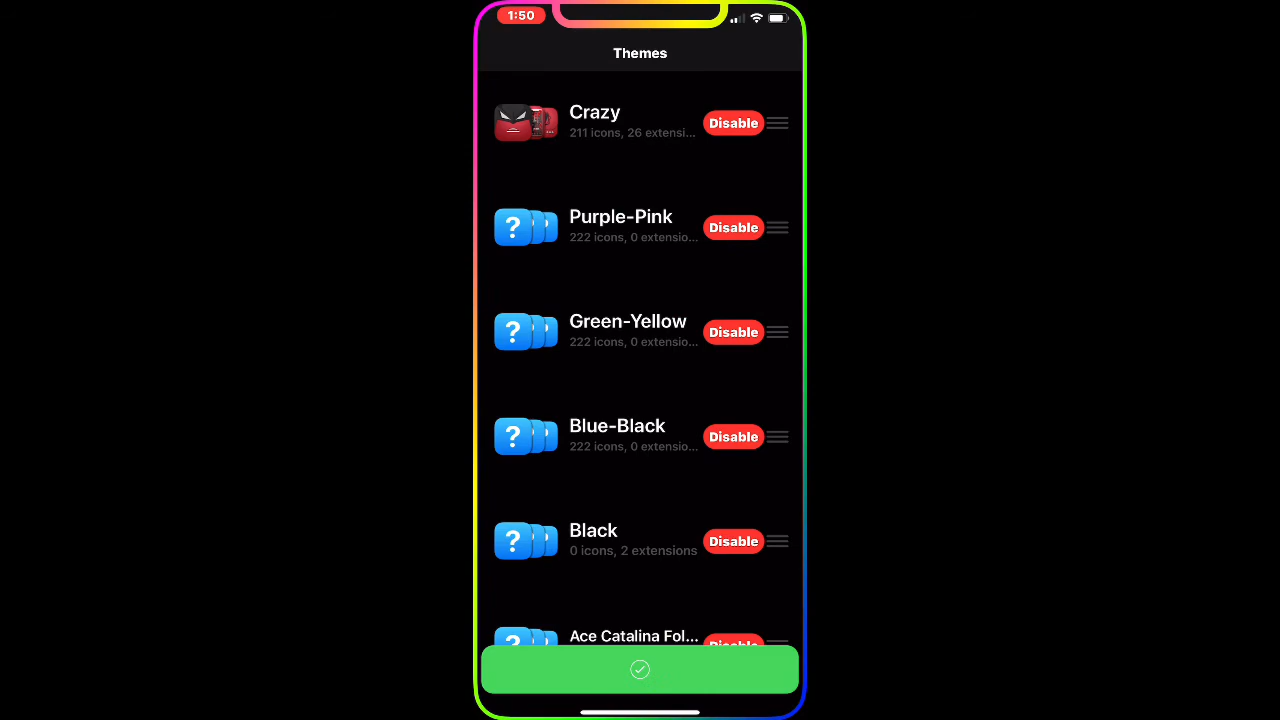 1:50
Themes
Crazy
211 icons, 26 extensi...
Disable
?
Purple-Pink
222 icons, 0 extensio...
Disable
?
Green-Yellow
222 icons, 0 extensio...
Disable
?
Blue-Black
222 icons, 0 extensio...
Disable
?
Black
0 icons, 2 extensions
Disable
?
Ace Catalina Fol...
Disable